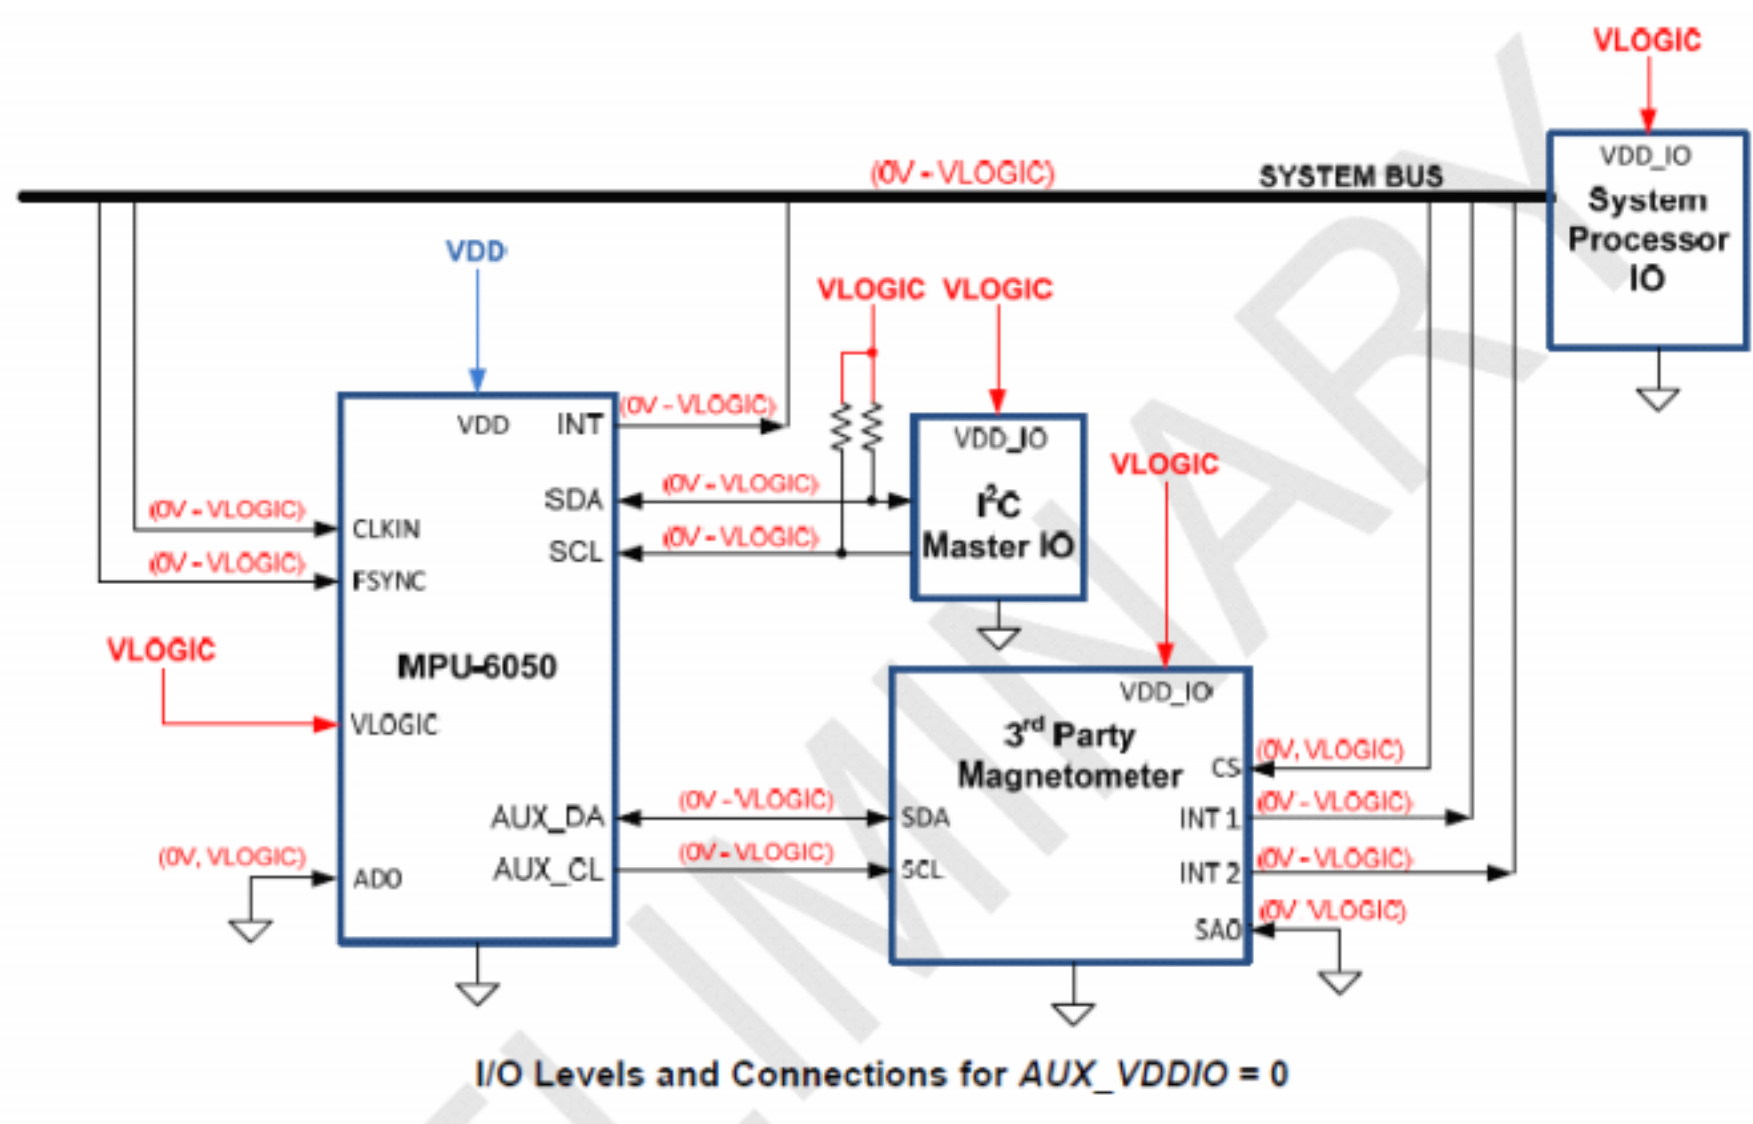 VLOGIC
VDD_IO
System
Processor
IO
(0V - VLOGIC)
SYSTEM BUS
VDD
VLOGIC VLOGIC
VDD
INT
(0V - VLOGIC)
SDA
(0V - VLOGIC)
SCL
(0V - VLOGIC)
VDD_IO
I²C
Master IO
(0V - VLOGIC)
CLKIN
(0V - VLOGIC)
FSYNC
VLOGIC
VLOGIC
MPU-6050
VLOGIC
VDD_IO
3rd Party
Magnetometer
CS
(0V, VLOGIC)
AUX_DA
(0V - VLOGIC)
SDA
INT 1
(0V - VLOGIC)
AUX_CL
(0V - VLOGIC)
SCL
INT 2
(0V - VLOGIC)
(0V, VLOGIC)
AD0
SA0
(0V VLOGIC)
I/O Levels and Connections for AUX_VDDIO = 0
LIMINARY